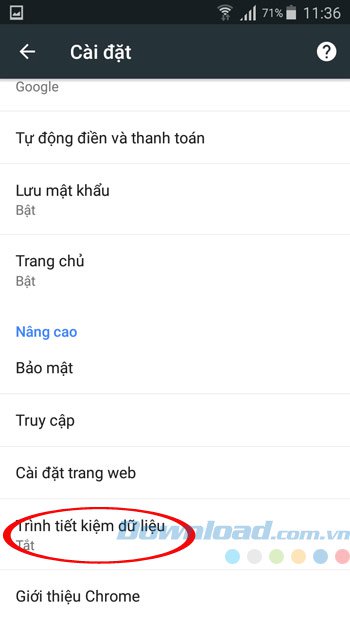 71% 11:36
Cài đặt
Google
Tự động điền và thanh toán
Lưu mật khẩu
Bật
Trang chủ
Bật
Nâng cao
Bảo mật
Truy cập
Cài đặt trang web
Trình tiết kiệm dữ liệu
Download.com.vn
Tắt
Giới thiệu Chrome